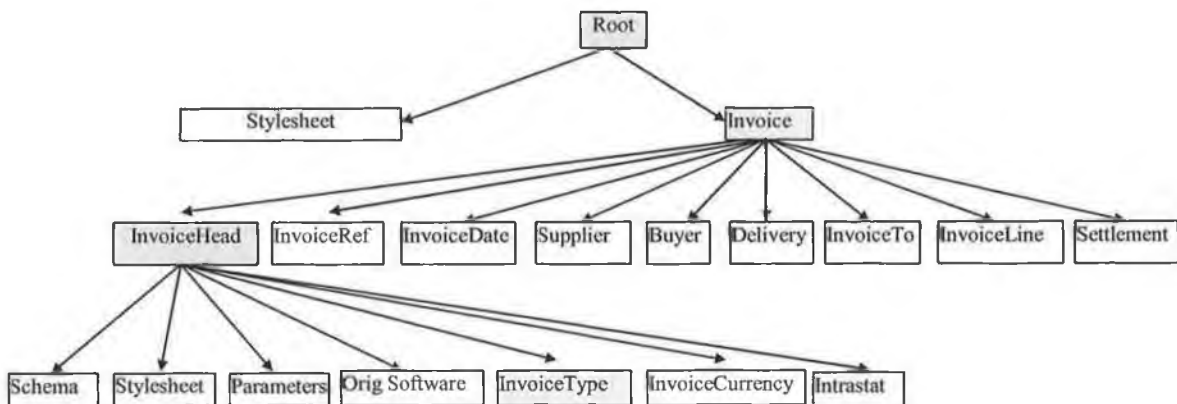 Root
Stylesheet
Invoice
InvoiceHead
InvoiceRef
InvoiceDate
Supplier
Buyer
Delivery
InvoiceTo
InvoiceLine
Settlement
Schema
Stylesheet
Parameters
Orig Software
InvoiceType
InvoiceCurrency
Intrastat